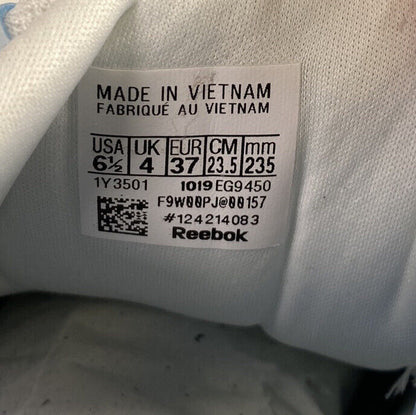 MADE IN VIETNAM
FABRIQUÉ AU VIETNAM
USA UK EUR CM mm
6½ 4 37 23.5 235
1Y3501 1019 EG9450
F9W00PJ@00157
#124214083
Reebok